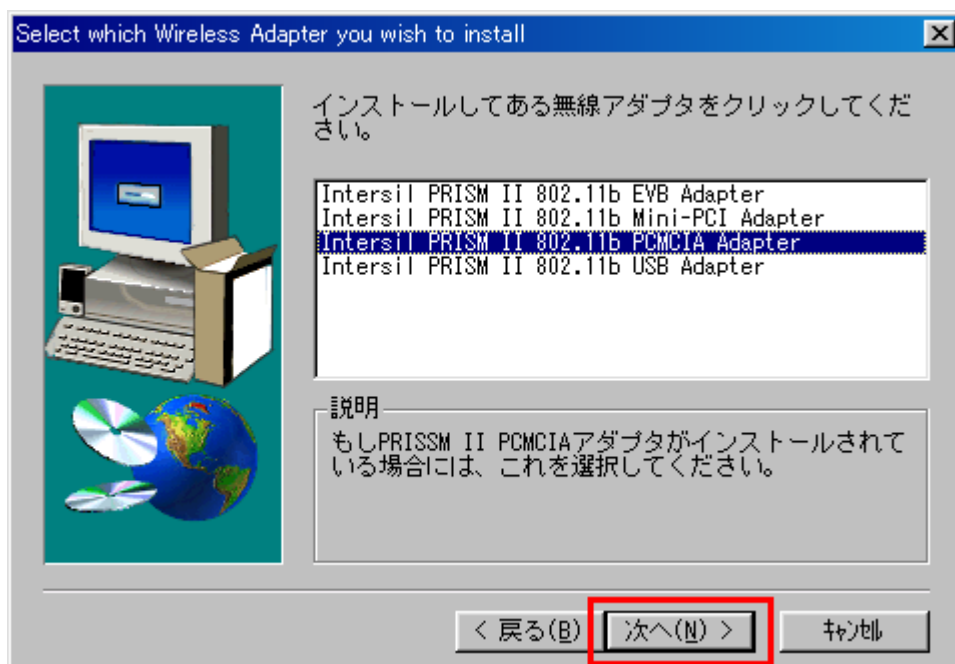 Select which Wireless Adapter you wish to install
インストールしてある無線アダプタをクリックしてくだ
さい。
Intersil PRISM II 802.11b EVB Adapter
Intersil PRISM II 802.11b Mini-PCI Adapter
Intersil PRISM II 802.11b PCMCIA Adapter
Intersil PRISM II 802.11b USB Adapter
説明
もしPRISSM II PCMCIAアダプタがインストールされて
いる場合には、これを選択してください。
< 戻る(B)
次へ(N) >
ｷｬﾝｾﾙ